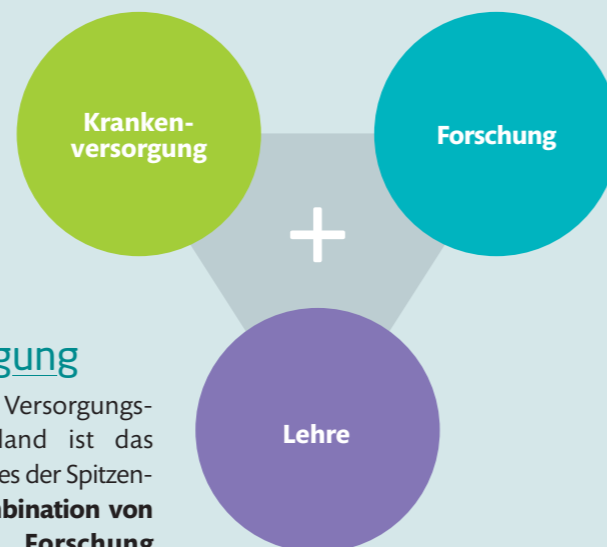 Kranken-
versorgung
Forschung
+
Lehre
gung
Versorgungs-
land ist das
es der Spitzen-
bination von
Forschung